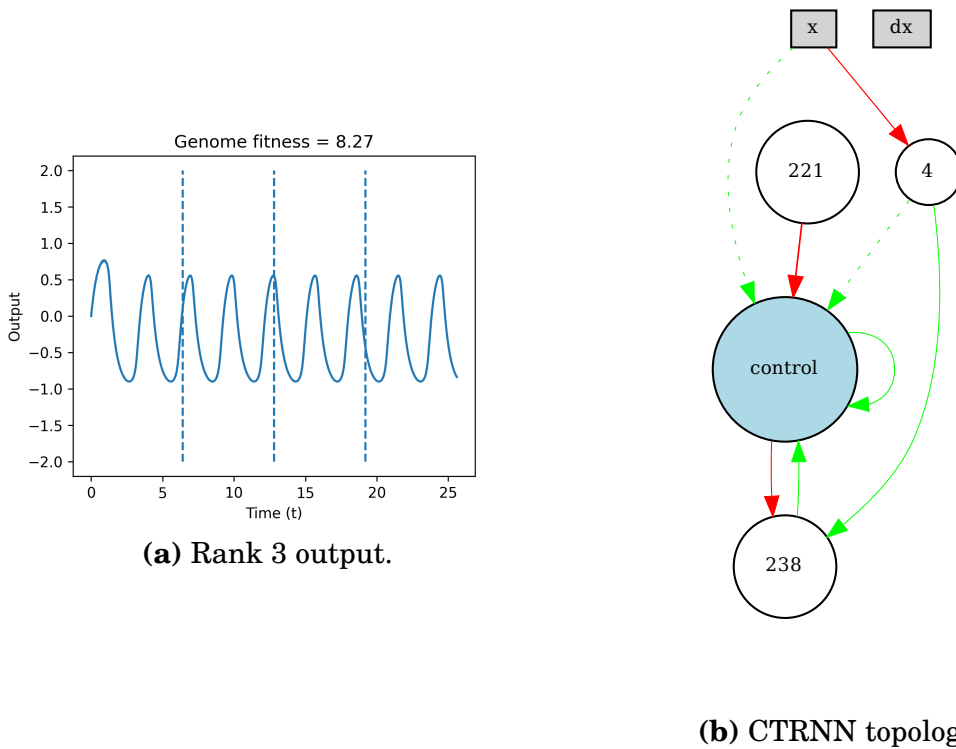 Genome fitness = 8.27
2.0
1.5
1.0
0.5
0.0
−0.5
−1.0
−1.5
−2.0
Output
0 5 10 15 20 25
Time (t)
(a) Rank 3 output.
x dx
221 4
control
238
(b) CTRNN topolog